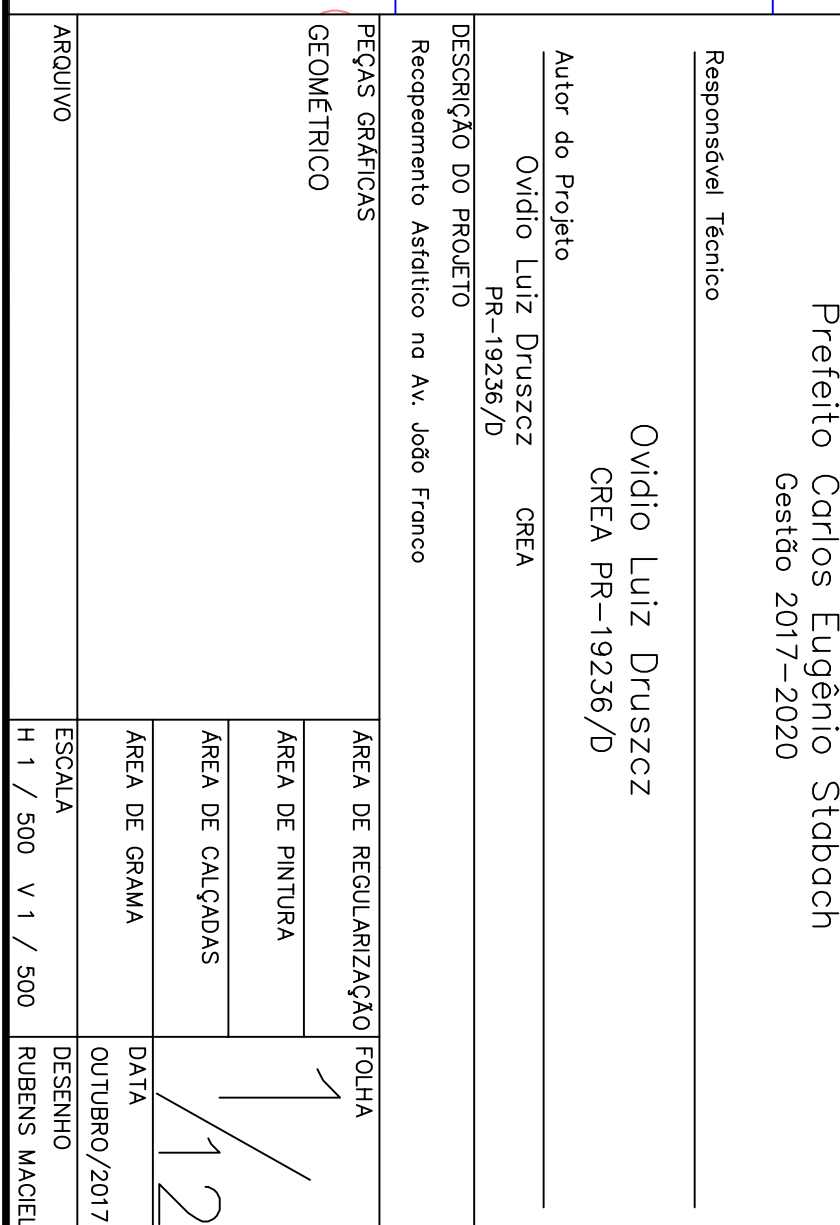 Prefeito Carlos Eugênio Stabach
Gestão 2017-2020
Responsável Técnico
Ovidio Luiz Druszcz
CREA PR-19236/D
Autor do Projeto
Ovidio Luiz Druszcz CREA
PR-19236/D
DESCRIÇÃO DO PROJETO
Recapeamento Asfaltico na Av. João Franco
PEÇAS GRÁFICAS
GEOMÉTRICO
ÁREA DE REGULARIZAÇÃO
ÁREA DE PINTURA
ÁREA DE CALÇADAS
ÁREA DE GRAMA
FOLHA
1/12
DATA
OUTUBRO/2017
ARQUIVO
ESCALA
H 1 / 500 V 1 / 500
DESENHO
RUBENS MACIEL